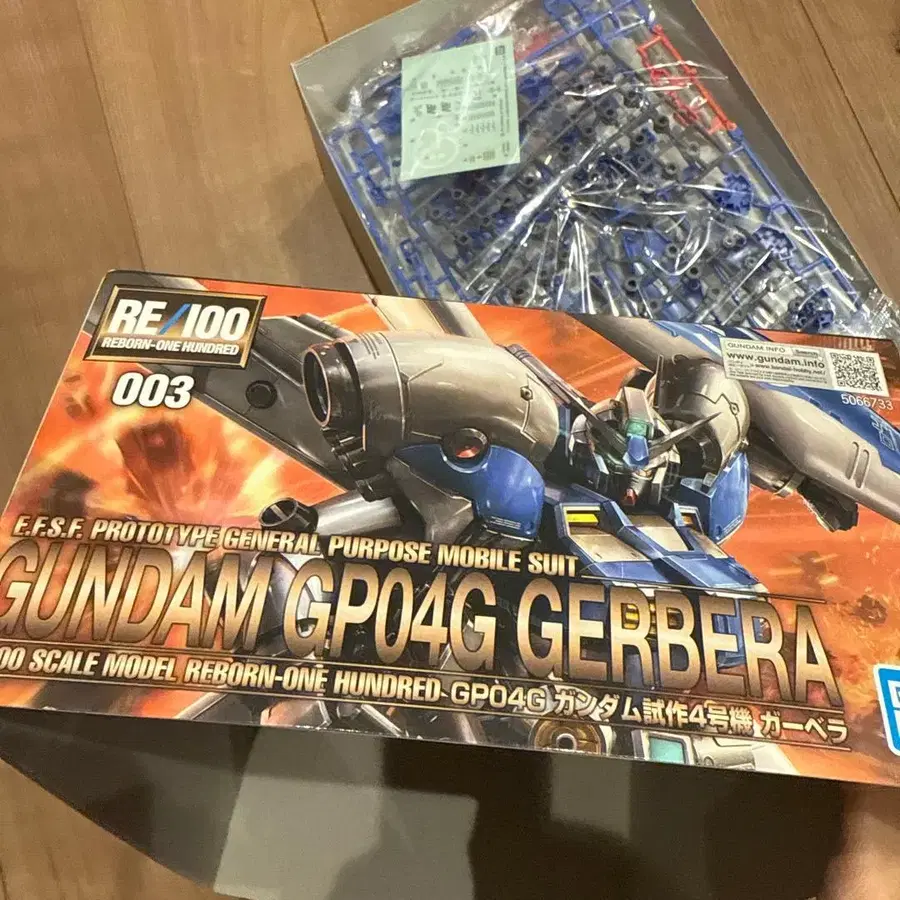 RE/100
REBORN-ONE HUNDRED
003
GUNDAM.INFO
www.gundam.info
5066733
E.F.S.F. PROTOTYPE GENERAL PURPOSE MOBILE SUIT
GUNDAM GP04G GERBERA
00 SCALE MODEL REBORN-ONE HUNDRED GP04G ガンダム試作4号機 ガーベラ